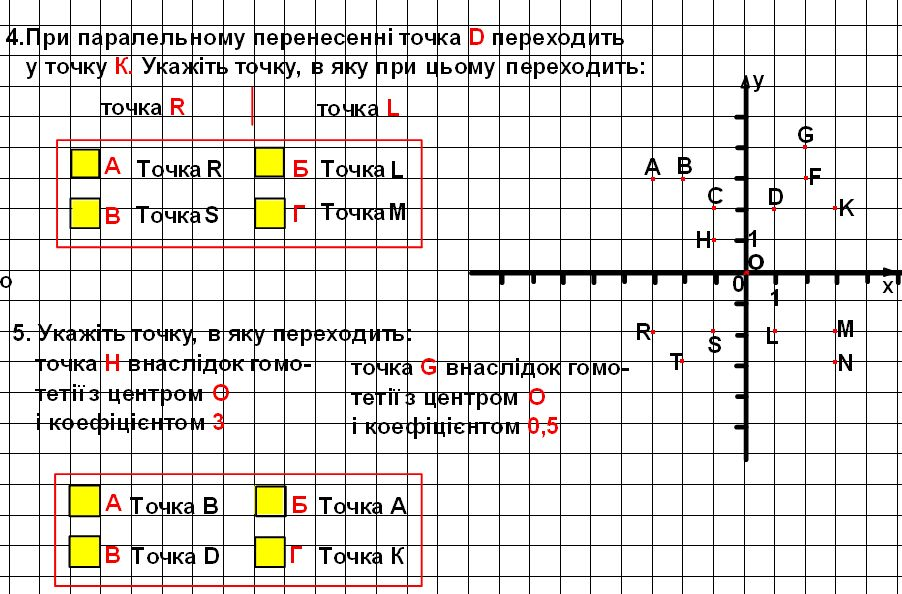 4.При паралельному перенесенні точка D переходить
у точку К. Укажіть точку, в яку при цьому переходить:
точка R
точка L
А Точка R
Б Точка L
В Точка S
Г Точка M
о
5. Укажіть точку, в яку переходить:
точка Н внаслідок гомо-
тетії з центром О
і коефіцієнтом 3
точка G внаслідок гомо-
тетії з центром О
і коефіцієнтом 0,5
А Точка В
Б Точка А
В Точка D
Г Точка К
y
G
A B
F
C D
K
H 1
O
0
x
1
R
S
L
M
T
N